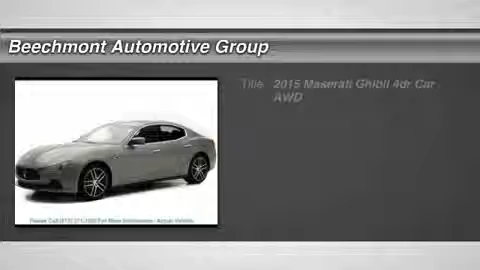 Beechmont Automotive Group
Title 2015 Maserati Ghibli 4dr Car
AWD